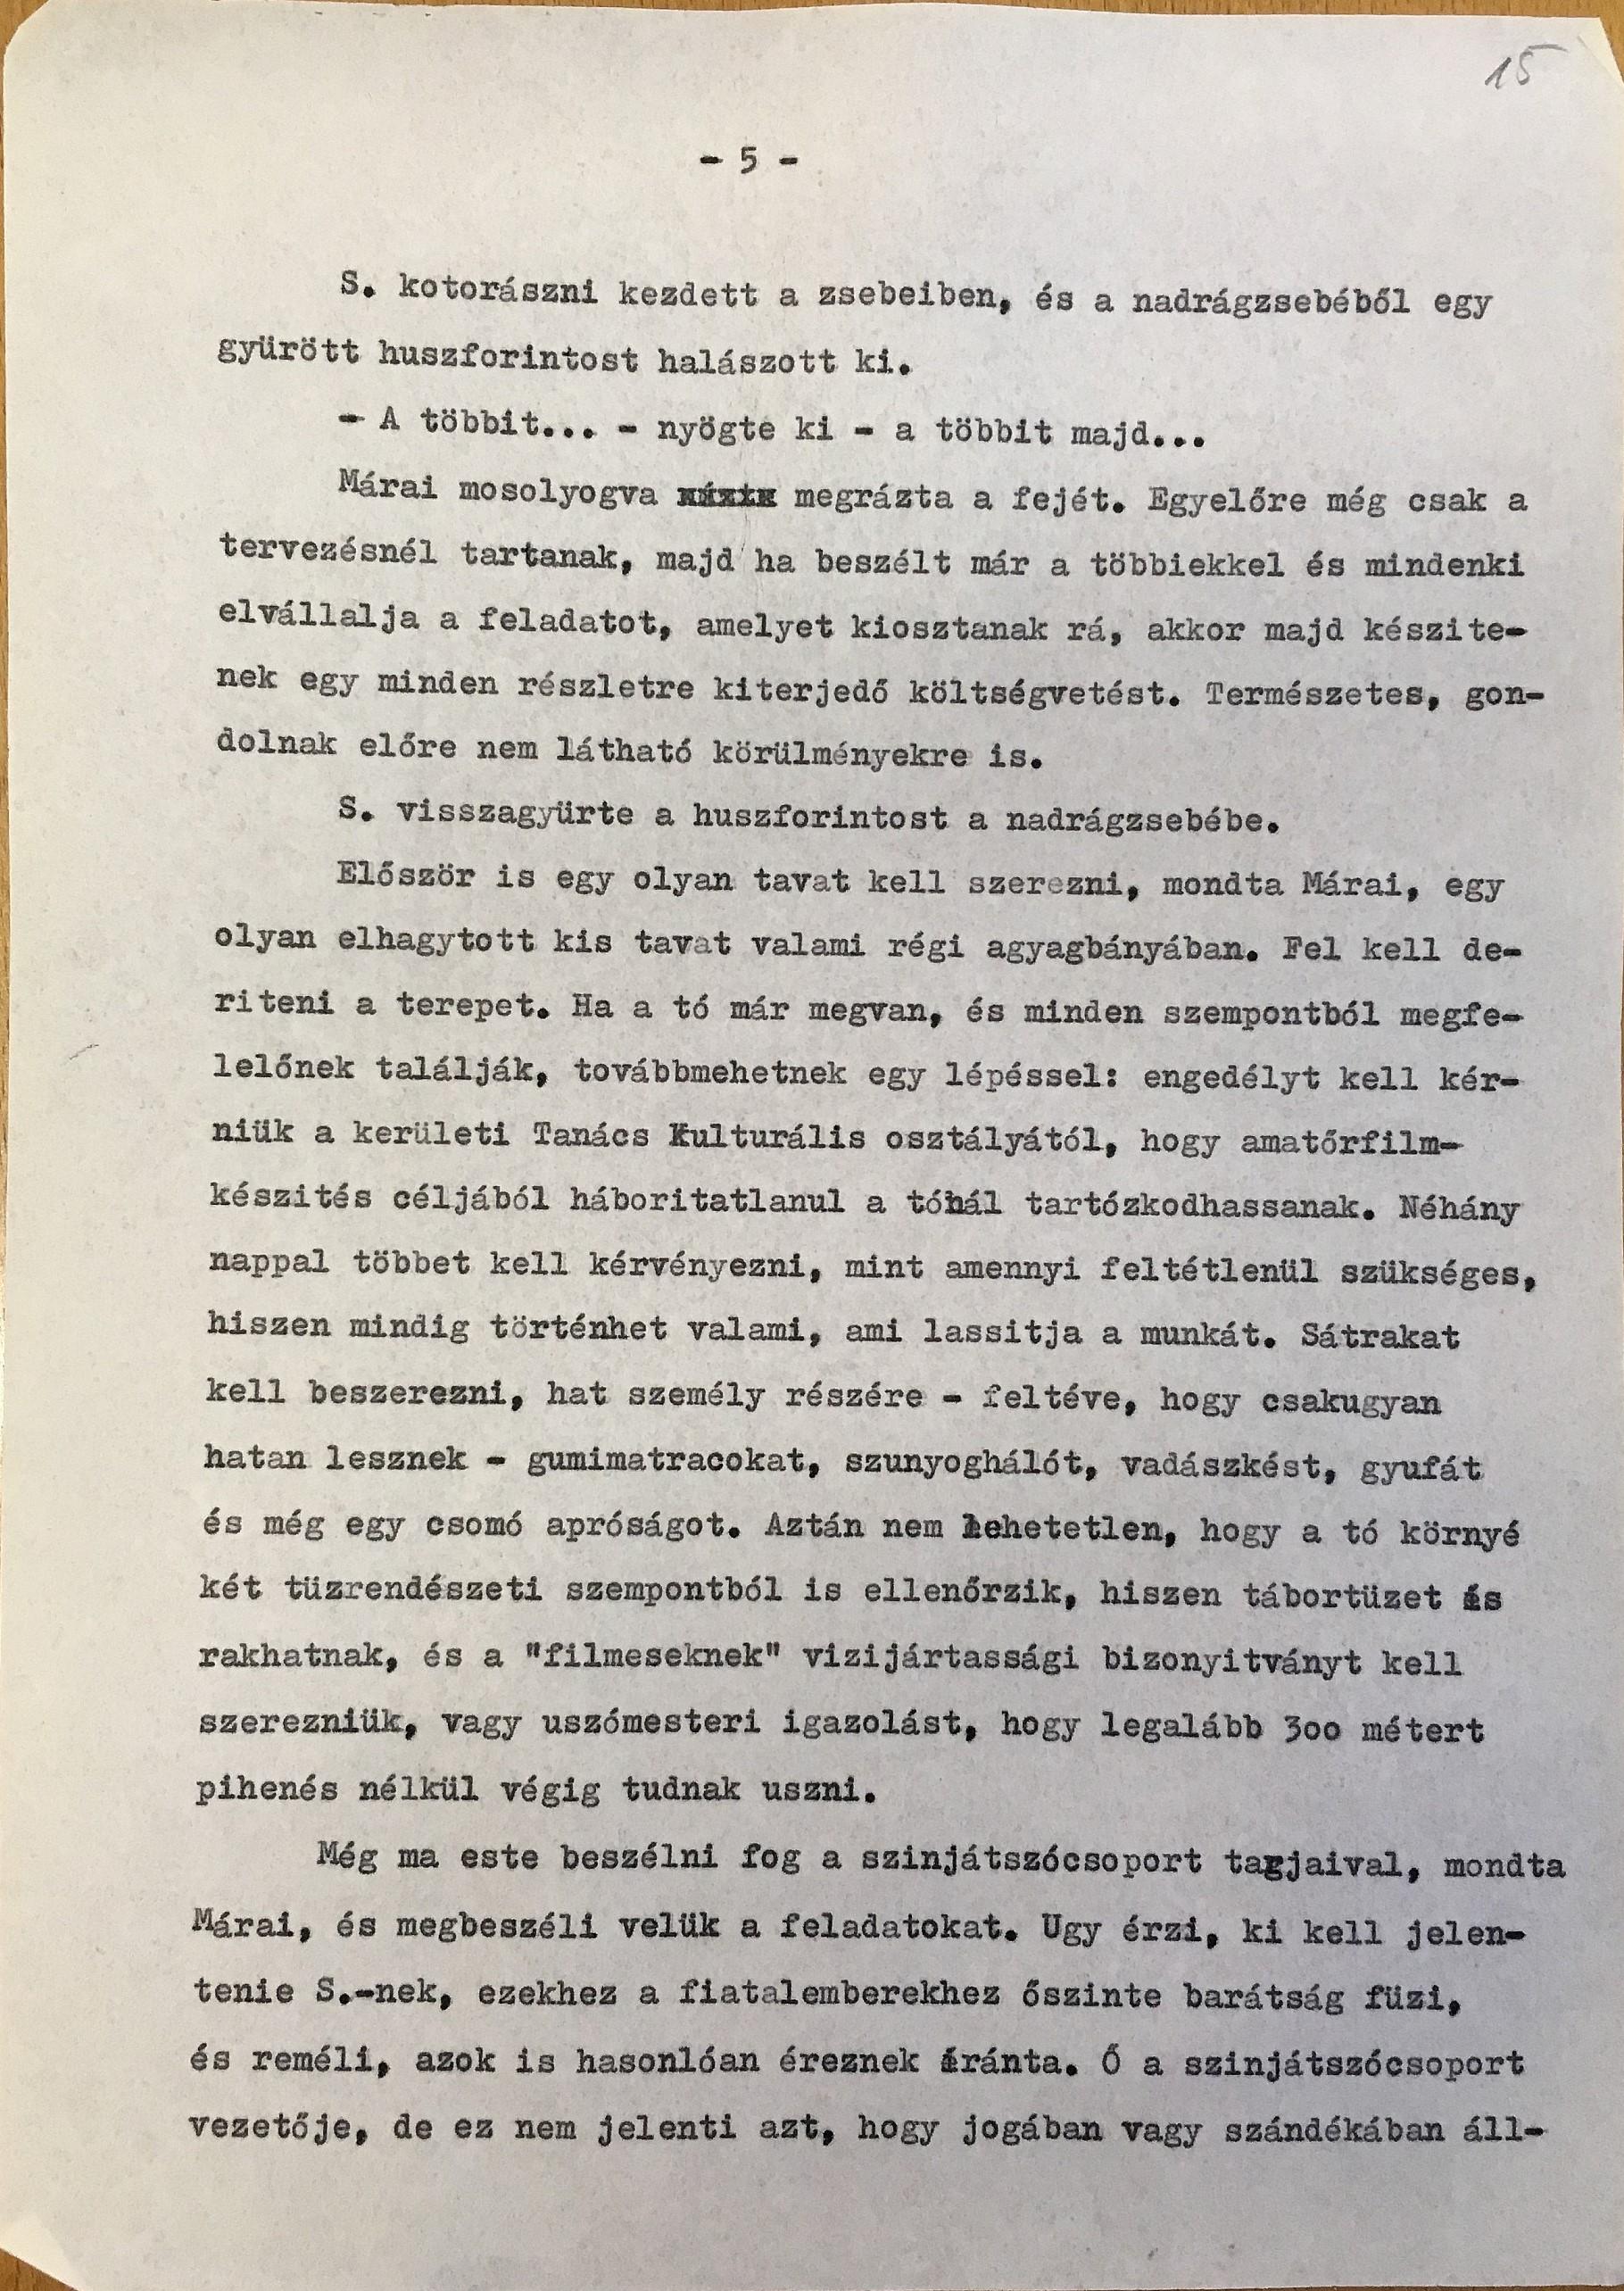 15
- 5 -
S. kotorászni kezdett a zsebeiben, és a nadrágzsebéből egy
gyürött huszforintost halászott ki.
- A többit... - nyögte ki - a többit majd...
Márai mosolyogva megrázta a fejét. Egyelőre még csak a
tervezésnél tartanak, majd ha beszélt már a többiekkel és mindenki
elvállalja a feladatot, amelyet kiosztanak rá, akkor majd készite-
nek egy minden részletre kiterjedő költségvetést. Természetes, gon-
dolnak előre nem látható körülményekre is.
S. visszagyürte a huszforintost a nadrágzsebébe.
Először is egy olyan tavat kell szerezni, mondta Márai, egy
olyan elhagytott kis tavat valami régi agyagbányában. Fel kell de-
riteni a terepet. Ha a tó már megvan, és minden szempontból megfe-
lelőnek találják, továbbmehetnek egy lépéssel: engedélyt kell kér-
niük a kerületi Tanács Kulturális osztályától, hogy amatőrfilm-
készités céljából háboritatlanul a tónál tartózkodhassanak. Néhány
nappal többet kell kérvényezni, mint amennyi feltétlenül szükséges,
hiszen mindig történhet valami, ami lassitja a munkát. Sátrakat
kell beszerezni, hat személy részére - feltéve, hogy csakugyan
hatan lesznek - gumimatracokat, szunyoghálót, vadászkést, gyufát
és még egy csomó apróságot. Aztán nem lehetetlen, hogy a tó környé
két tüzrendészeti szempontból is ellenőrzik, hiszen tábortüzet is
rakhatnak, és a "filmeseknek" vizijártassági bizonyitványt kell
szerezniük, vagy uszómesteri igazolást, hogy legalább 300 métert
pihenés nélkül végig tudnak uszni.
Még ma este beszélni fog a szinjátszócsoport tagjaival, mondta
Márai, és megbeszéli velük a feladatokat. Ugy érzi, ki kell jelen-
tenie S.-nek, ezekhez a fiatalemberekhez őszinte barátság füzi,
és reméli, azok is hasonlóan éreznek iránta. Ő a szinjátszócsoport
vezetője, de ez nem jelenti azt, hogy jogában vagy szándékában áll-